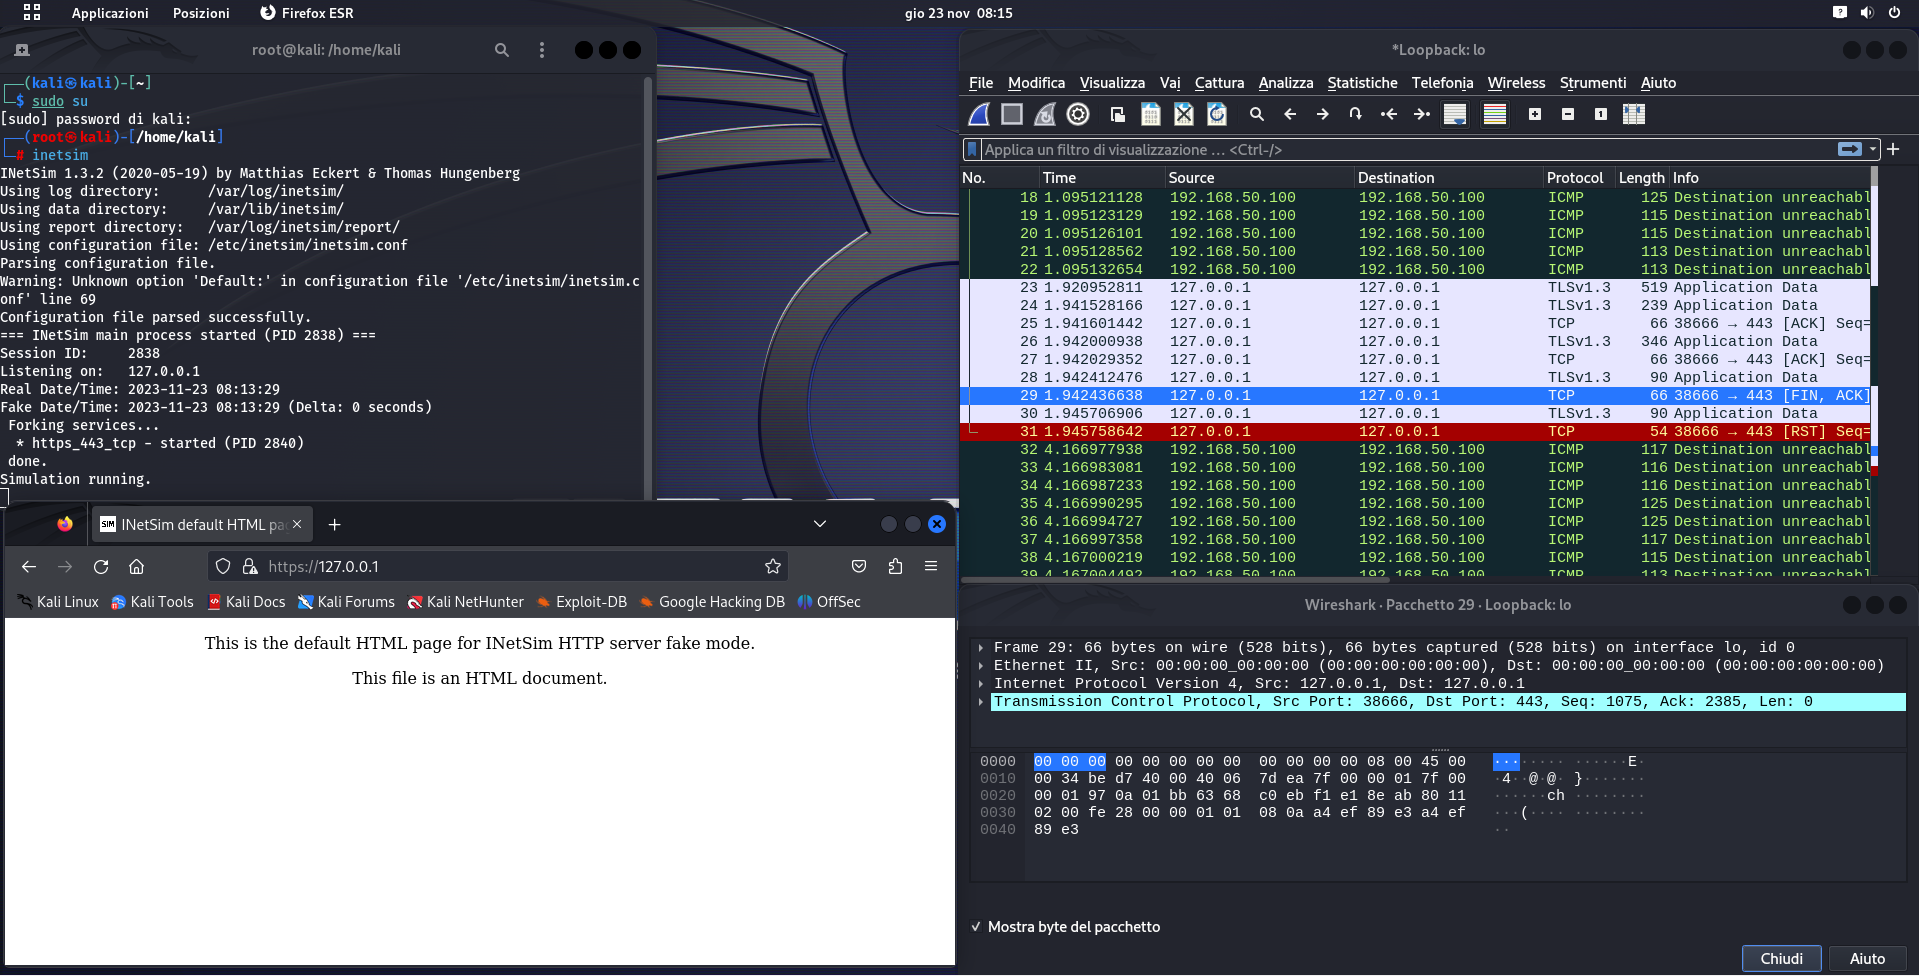 Applicazioni Posizioni Firefox ESR gio 23 nov 08:15
root@kali: /home/kali
┌──(kali㉿kali)-[~]
└─$ sudo su
[sudo] password di kali:
┌──(root㉿kali)-[/home/kali]
└─# inetsim
INetSim 1.3.2 (2020-05-19) by Matthias Eckert & Thomas Hungenberg
Using log directory: /var/log/inetsim/
Using data directory: /var/lib/inetsim/
Using report directory: /var/log/inetsim/report/
Using configuration file: /etc/inetsim/inetsim.conf
Parsing configuration file.
Warning: Unknown option 'Default:' in configuration file '/etc/inetsim/inetsim.c
onf' line 69
Configuration file parsed successfully.
=== INetSim main process started (PID 2838) ===
Session ID: 2838
Listening on: 127.0.0.1
Real Date/Time: 2023-11-23 08:13:29
Fake Date/Time: 2023-11-23 08:13:29 (Delta: 0 seconds)
Forking services...
* https_443_tcp - started (PID 2840)
done.
Simulation running.
SIM INetSim default HTML pa
https://127.0.0.1
Kali Linux Kali Tools Kali Docs Kali Forums Kali NetHunter Exploit-DB Google Hacking DB OffSec
This is the default HTML page for INetSim HTTP server fake mode.
This file is an HTML document.
*Loopback: lo
File Modifica Visualizza Vai Cattura Analizza Statistiche Telefonia Wireless Strumenti Aiuto
Applica un filtro di visualizzazione ... <Ctrl-/>
No. Time Source Destination Protocol Length Info
18 1.095121128 192.168.50.100 192.168.50.100 ICMP 125 Destination unreachabl
19 1.095123129 192.168.50.100 192.168.50.100 ICMP 115 Destination unreachabl
20 1.095126101 192.168.50.100 192.168.50.100 ICMP 115 Destination unreachabl
21 1.095128562 192.168.50.100 192.168.50.100 ICMP 113 Destination unreachabl
22 1.095132654 192.168.50.100 192.168.50.100 ICMP 113 Destination unreachabl
23 1.920952811 127.0.0.1 127.0.0.1 TLSv1.3 519 Application Data
24 1.941528166 127.0.0.1 127.0.0.1 TLSv1.3 239 Application Data
25 1.941601442 127.0.0.1 127.0.0.1 TCP 66 38666 → 443 [ACK] Seq=
26 1.942000938 127.0.0.1 127.0.0.1 TLSv1.3 346 Application Data
27 1.942029352 127.0.0.1 127.0.0.1 TCP 66 38666 → 443 [ACK] Seq=
28 1.942412476 127.0.0.1 127.0.0.1 TLSv1.3 90 Application Data
29 1.942436638 127.0.0.1 127.0.0.1 TCP 66 38666 → 443 [FIN, ACK]
30 1.945706906 127.0.0.1 127.0.0.1 TLSv1.3 90 Application Data
31 1.945758642 127.0.0.1 127.0.0.1 TCP 54 38666 → 443 [RST] Seq=
32 4.166977938 192.168.50.100 192.168.50.100 ICMP 117 Destination unreachabl
33 4.166983081 192.168.50.100 192.168.50.100 ICMP 116 Destination unreachabl
34 4.166987233 192.168.50.100 192.168.50.100 ICMP 116 Destination unreachabl
35 4.166990295 192.168.50.100 192.168.50.100 ICMP 125 Destination unreachabl
36 4.166994727 192.168.50.100 192.168.50.100 ICMP 125 Destination unreachabl
37 4.166997358 192.168.50.100 192.168.50.100 ICMP 117 Destination unreachabl
38 4.167000219 192.168.50.100 192.168.50.100 ICMP 115 Destination unreachabl
39 4.167004492 192.168.50.100 192.168.50.100 ICMP 113 Destination unreachabl
Wireshark · Pacchetto 29 · Loopback: lo
Frame 29: 66 bytes on wire (528 bits), 66 bytes captured (528 bits) on interface lo, id 0
Ethernet II, Src: 00:00:00_00:00:00 (00:00:00:00:00:00), Dst: 00:00:00_00:00:00 (00:00:00:00:00:00)
Internet Protocol Version 4, Src: 127.0.0.1, Dst: 127.0.0.1
Transmission Control Protocol, Src Port: 38666, Dst Port: 443, Seq: 1075, Ack: 2385, Len: 0
0000 00 00 00 00 00 00 00 00 00 00 00 00 08 00 45 00 ········ ······E·
0010 00 34 be d7 40 00 40 06 7d ea 7f 00 00 01 7f 00 ·4··@·@· }·······
0020 00 01 97 0a 01 bb 63 68 c0 eb f1 e1 8e ab 80 11 ······ch ········
0030 02 00 fe 28 00 00 01 01 08 0a a4 ef 89 e3 a4 ef ···(···· ········
0040 89 e3 ··
Mostra byte del pacchetto
Chiudi Aiuto